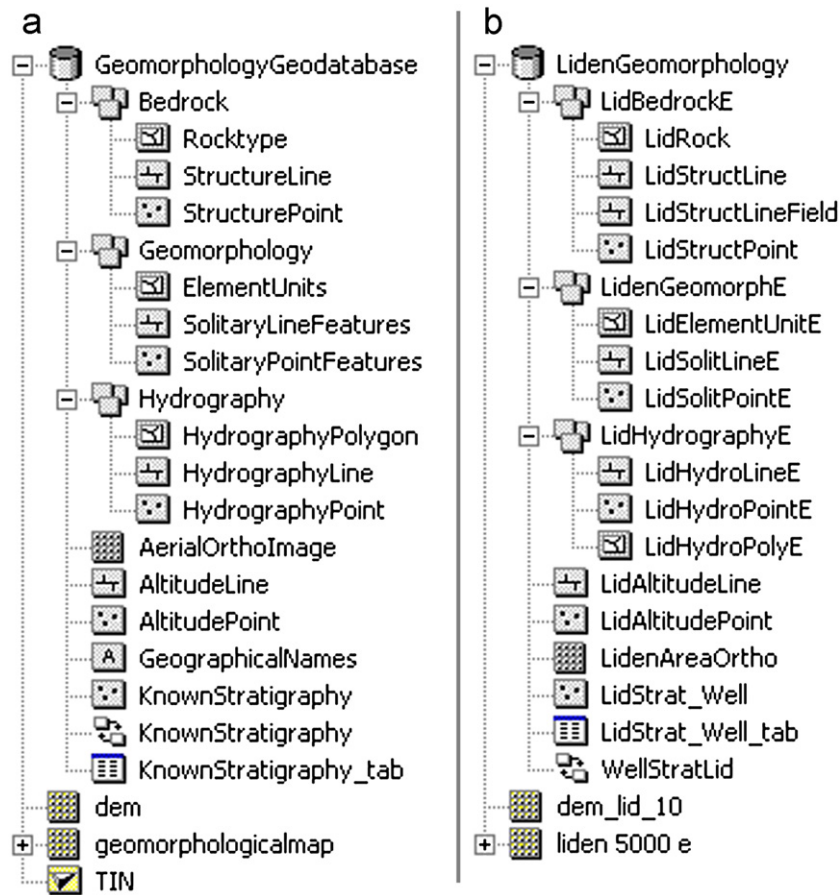 a
GeomorphologyGeodatabase
Bedrock
Rocktype
StructureLine
StructurePoint
Geomorphology
ElementUnits
SolitaryLineFeatures
SolitaryPointFeatures
Hydrography
HydrographyPolygon
HydrographyLine
HydrographyPoint
AerialOrthoImage
AltitudeLine
AltitudePoint
A GeographicalNames
KnownStratigraphy
KnownStratigraphy
KnownStratigraphy_tab
dem
geomorphologicalmap
TIN
b
LidenGeomorphology
LidBedrockE
LidRock
LidStructLine
LidStructLineField
LidStructPoint
LidenGeomorphE
LidElementUnitE
LidSolitLineE
LidSolitPointE
LidHydrographyE
LidHydroLineE
LidHydroPointE
LidHydroPolyE
LidAltitudeLine
LidAltitudePoint
LidenAreaOrtho
LidStrat_Well
LidStrat_Well_tab
WellStratLid
dem_lid_10
liden 5000 e